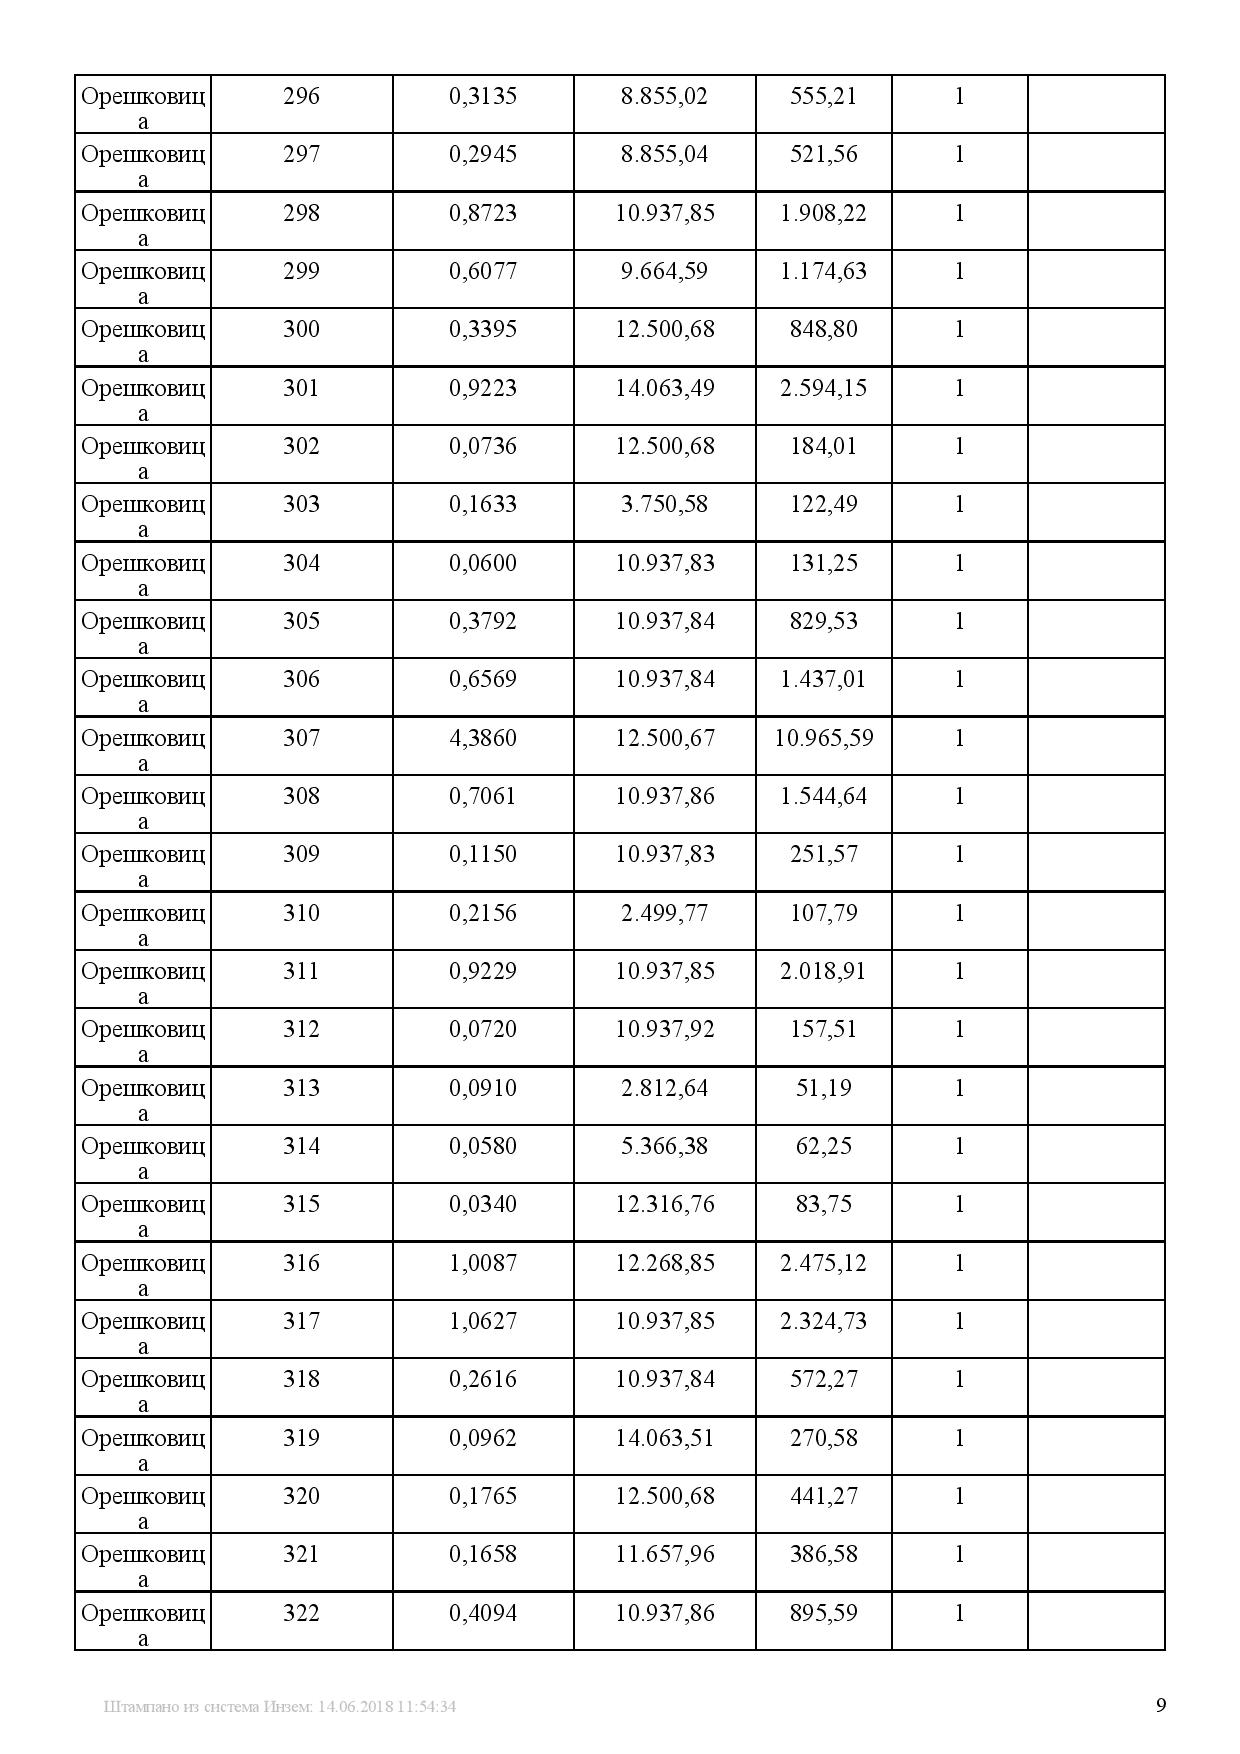 Орешковиц 296 0,3135 8.855,02 555,21 1
а
Орешковиц 297 0,2945 8.855,04 521,56 1
а
Орешковиц 298 0,8723 10.937,85 1.908,22 1
а
Орешковиц 299 0,6077 9.664,59 1.174,63 1
а
Орешковиц 300 0,3395 12.500,68 848,80 1
а
Орешковиц 301 0,9223 14.063,49 2.594,15 1
а
Орешковиц 302 0,0736 12.500,68 184,01 1
а
Орешковиц 303 0,1633 3.750,58 122,49 1
а
Орешковиц 304 0,0600 10.937,83 131,25 1
а
Орешковиц 305 0,3792 10.937,84 829,53 1
а
Орешковиц 306 0,6569 10.937,84 1.437,01 1
а
Орешковиц 307 4,3860 12.500,67 10.965,59 1
а
Орешковиц 308 0,7061 10.937,86 1.544,64 1
а
Орешковиц 309 0,1150 10.937,83 251,57 1
а
Орешковиц 310 0,2156 2.499,77 107,79 1
а
Орешковиц 311 0,9229 10.937,85 2.018,91 1
а
Орешковиц 312 0,0720 10.937,92 157,51 1
а
Орешковиц 313 0,0910 2.812,64 51,19 1
а
Орешковиц 314 0,0580 5.366,38 62,25 1
а
Орешковиц 315 0,0340 12.316,76 83,75 1
а
Орешковиц 316 1,0087 12.268,85 2.475,12 1
а
Орешковиц 317 1,0627 10.937,85 2.324,73 1
а
Орешковиц 318 0,2616 10.937,84 572,27 1
а
Орешковиц 319 0,0962 14.063,51 270,58 1
а
Орешковиц 320 0,1765 12.500,68 441,27 1
а
Орешковиц 321 0,1658 11.657,96 386,58 1
а
Орешковиц 322 0,4094 10.937,86 895,59 1
а
Штампано из система Инзем: 14.06.2018 11:54:34 9